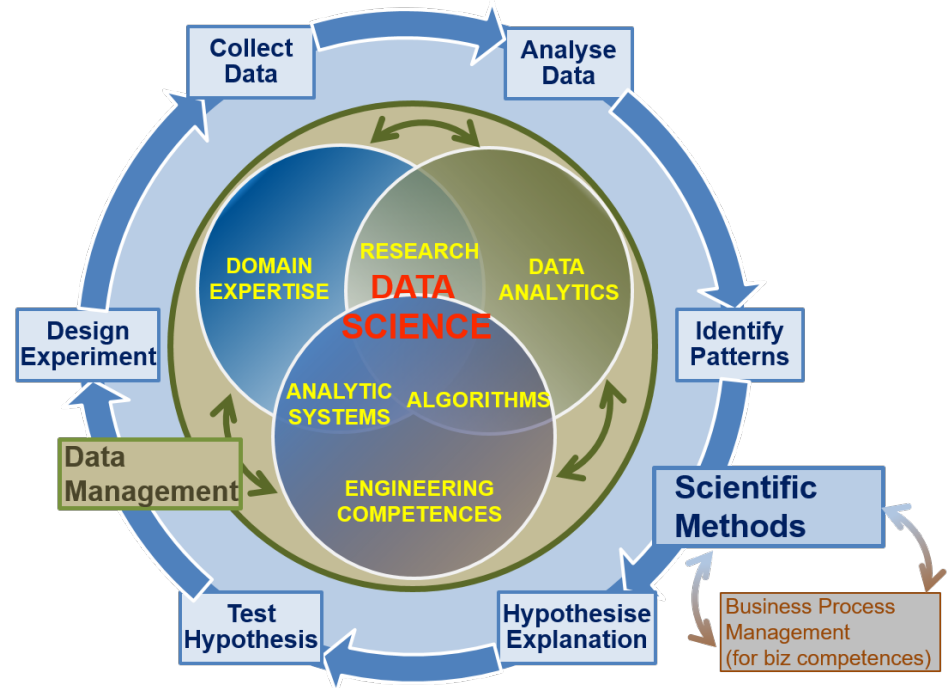 Collect
Data
Analyse
Data
RESEARCH
DOMAIN
EXPERTISE
DATA
ANALYTICS
DATA
SCIENCE
Design
Experiment
Identify
Patterns
ANALYTIC
SYSTEMS
ALGORITHMS
Data
Management
ENGINEERING
COMPETENCES
Scientific
Methods
Test
Hypothesis
Hypothesise
Explanation
Business Process
Management
(for biz competences)